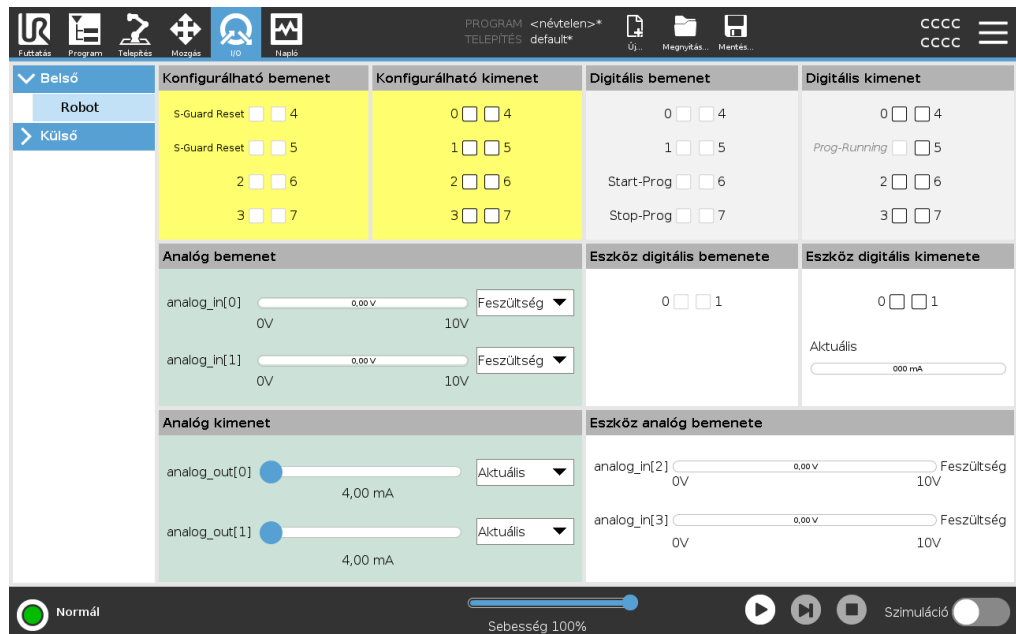 UR
PROGRAM <névtelen>*
TELEPÍTÉS default*
CCCC
CCCC
Futtatás Program Telepítés Mozgás I/O Napló Új... Megnyitás... Mentés...
Belső
Robot
Külső
Konfigurálható bemenet
S-Guard Reset 4
S-Guard Reset 5
2 6
3 7
Konfigurálható kimenet
0 4
1 5
2 6
3 7
Digitális bemenet
0 4
1 5
Start-Prog 6
Stop-Prog 7
Digitális kimenet
0 4
Prog-Running 5
2 6
3 7
Analóg bemenet
analog_in[0] 0,00 V Feszültség
0V 10V
analog_in[1] 0,00 V Feszültség
0V 10V
Eszköz digitális bemenete
0 1
Eszköz digitális kimenete
0 1
Aktuális
000 mA
Analóg kimenet
analog_out[0] Aktuális
4,00 mA
analog_out[1] Aktuális
4,00 mA
Eszköz analóg bemenete
analog_in[2] 0,00 V Feszültség
0V 10V
analog_in[3] 0,00 V Feszültség
0V 10V
Normál
Sebesség 100%
Szimuláció